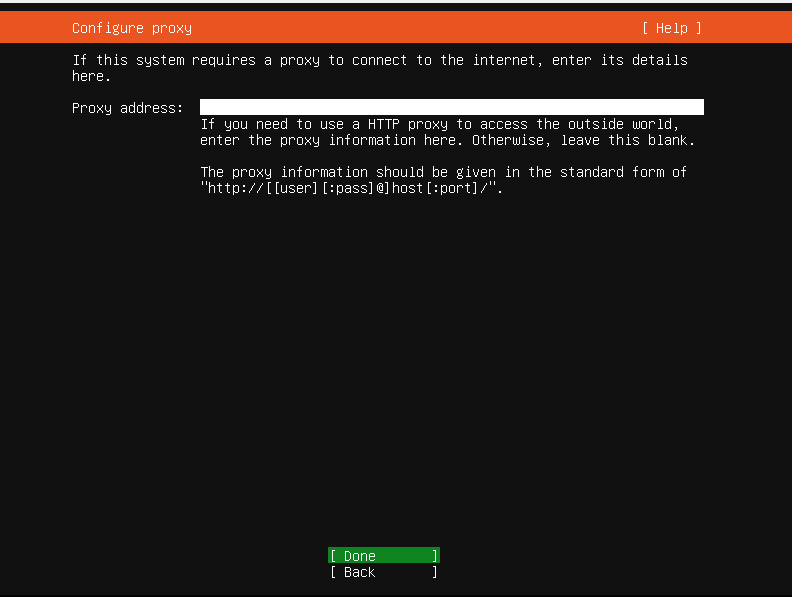 Configure proxy [ Help ]
If this system requires a proxy to connect to the internet, enter its details
here.
Proxy address:
If you need to use a HTTP proxy to access the outside world,
enter the proxy information here. Otherwise, leave this blank.
The proxy information should be given in the standard form of
"http://[[user][:pass]@]host[:port]/".
[ Done ]
[ Back ]